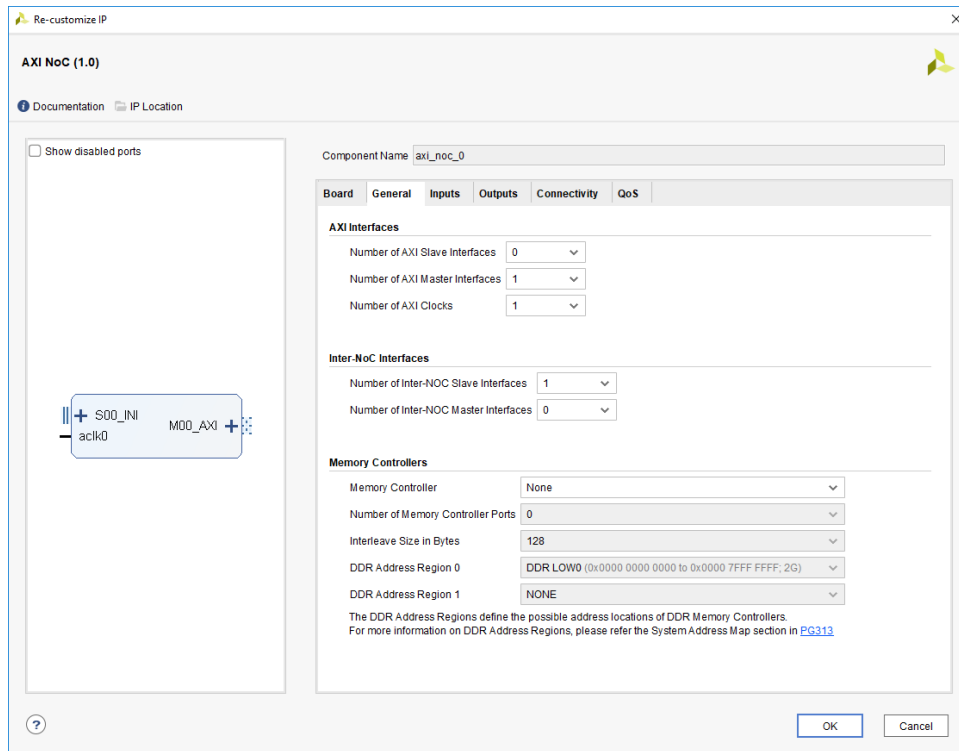 Re-customize IP
AXI NoC (1.0)
Documentation IP Location
Show disabled ports
S00_INI
aclk0
M00_AXI
Component Name axi_noc_0
Board General Inputs Outputs Connectivity QoS
AXI Interfaces
Number of AXI Slave Interfaces 0
Number of AXI Master Interfaces 1
Number of AXI Clocks 1
Inter-NoC Interfaces
Number of Inter-NOC Slave Interfaces 1
Number of Inter-NOC Master Interfaces 0
Memory Controllers
Memory Controller None
Number of Memory Controller Ports 0
Interleave Size in Bytes 128
DDR Address Region 0 DDR LOW0 (0x0000 0000 0000 to 0x0000 7FFF FFFF; 2G)
DDR Address Region 1 NONE
The DDR Address Regions define the possible address locations of DDR Memory Controllers.
For more information on DDR Address Regions, please refer the System Address Map section in PG313
?
OK Cancel